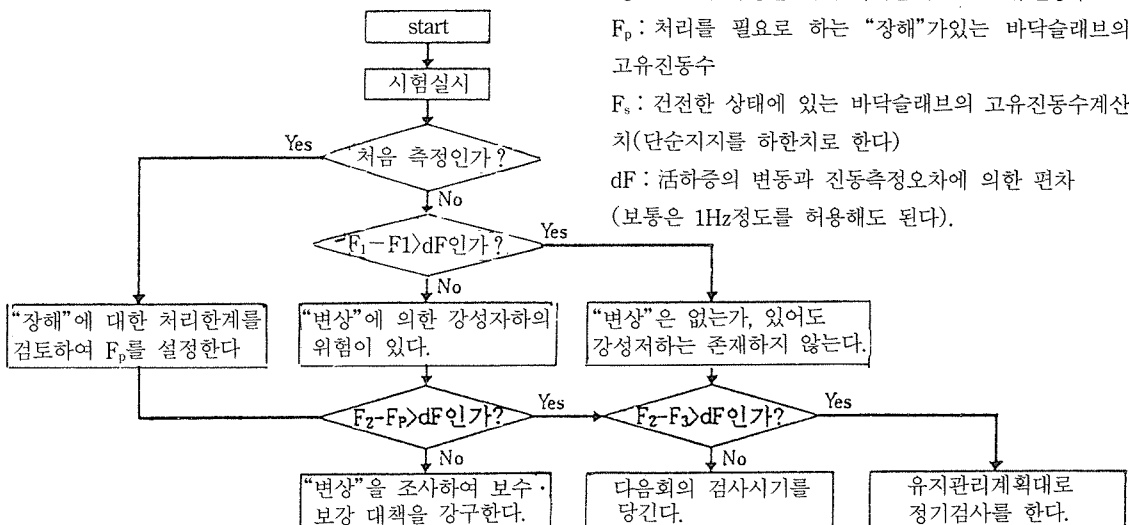 start
F_p : 처리를 필요로 하는 “장해”가있는 바닥슬래브의
고유진동수
시험실시
F_s : 건전한 상태에 있는 바닥슬래브의 고유진동수계산
치(단순지지를 하한치로 한다)
Yes
처음 측정인가?
dF : 活하중의 변동과 진동측정오차에 의한 편차
(보통은 1Hz정도를 허용해도 된다).
No
F₁−F1>dF인가?
Yes
No
“장해”에 대한 처리한계를
검토하여 F_p를 설정한다
“변상”에 의한 강성자하의
위험이 있다.
“변상”은 없는가, 있어도
강성저하는 존재하지 않는다.
F₂-F_P>dF인가?
Yes
F₂-F₃>dF인가?
Yes
No
No
“변상”을 조사하여 보수·
보강 대책을 강구한다.
다음회의 검사시기를
당긴다.
유지관리계획대로
정기검사를 한다.